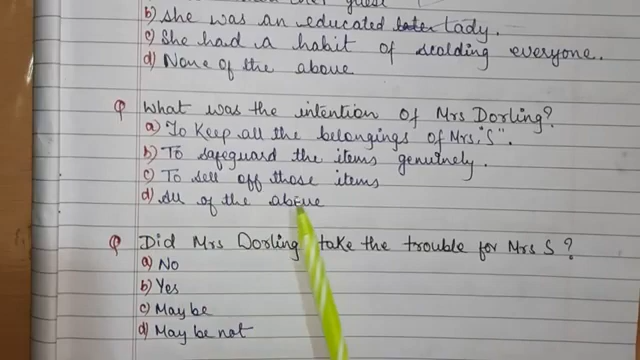 guest
b) She was an educated lady.
c) She had a habit of scolding everyone.
d) None of the above
Q What was the intention of Mrs Dorling?
a) To Keep all the belongings of Mrs. "S".
b) To safeguard the items genuinely.
c) To sell off those items
d) All of the above
Q Did Mrs Dorling take the trouble for Mrs S?
a) No
b) Yes
c) May be
d) May be not